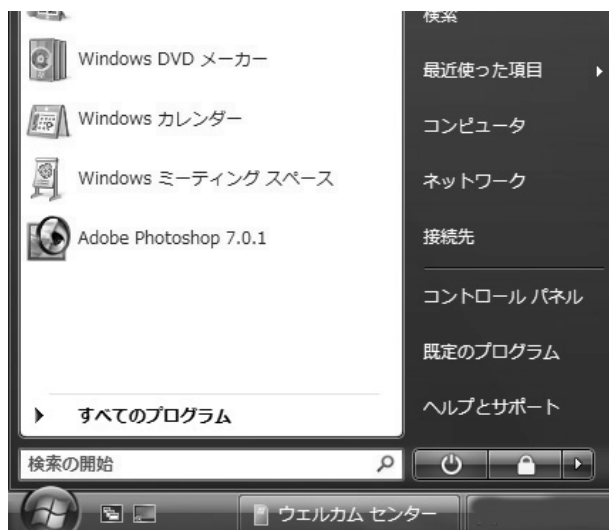 Windows DVD メーカー
Windows カレンダー
Windows ミーティング スペース
Adobe Photoshop 7.0.1
すべてのプログラム
検索の開始
検索
最近使った項目
コンピュータ
ネットワーク
接続先
コントロール パネル
既定のプログラム
ヘルプとサポート
ウェルカム センター